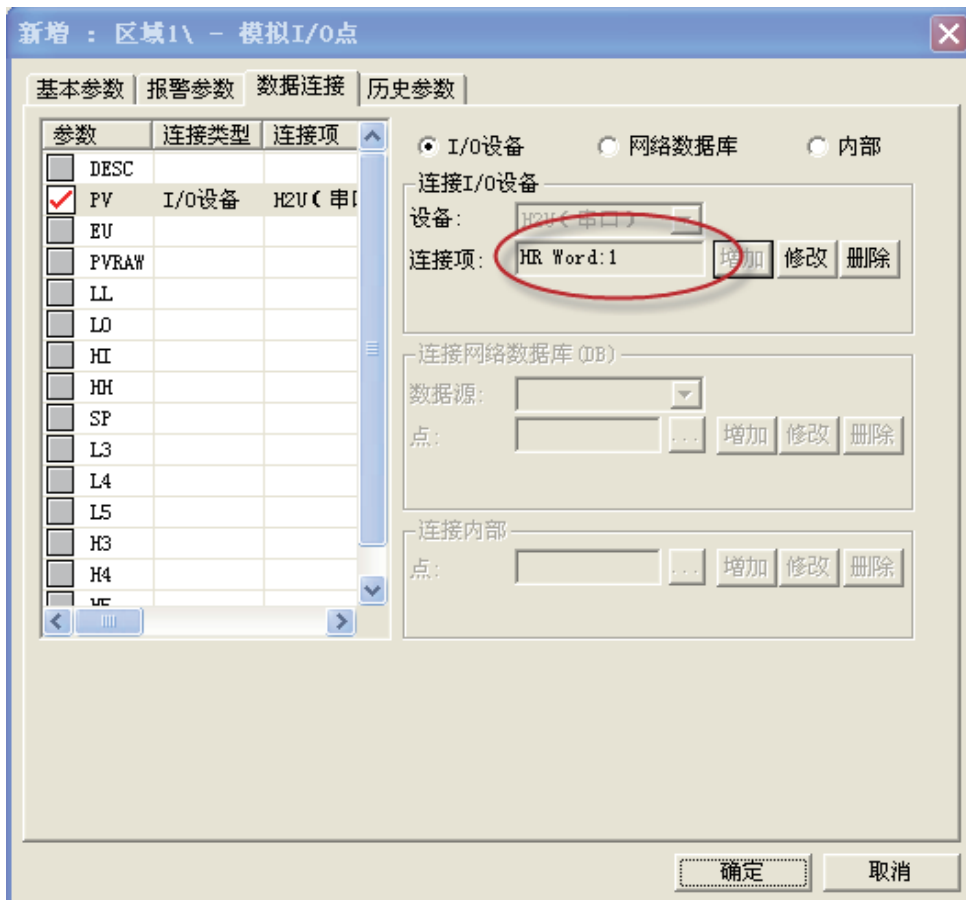 新增 : 区域1\ - 模拟I/O点
基本参数 报警参数 数据连接 历史参数
参数 连接类型 连接项
DESC
PV I/O设备 H2U( 串口
EU
PVRAW
LL
LO
HI
HH
SP
L3
L4
L5
H3
H4
I/O设备 网络数据库 内部
连接I/O设备
设备: H2U( 串口 )
连接项: HR Word:1 增加 修改 删除
连接网络数据库(DB)
数据源:
点: ... 增加 修改 删除
连接内部
点: ... 增加 修改 删除
确定 取消